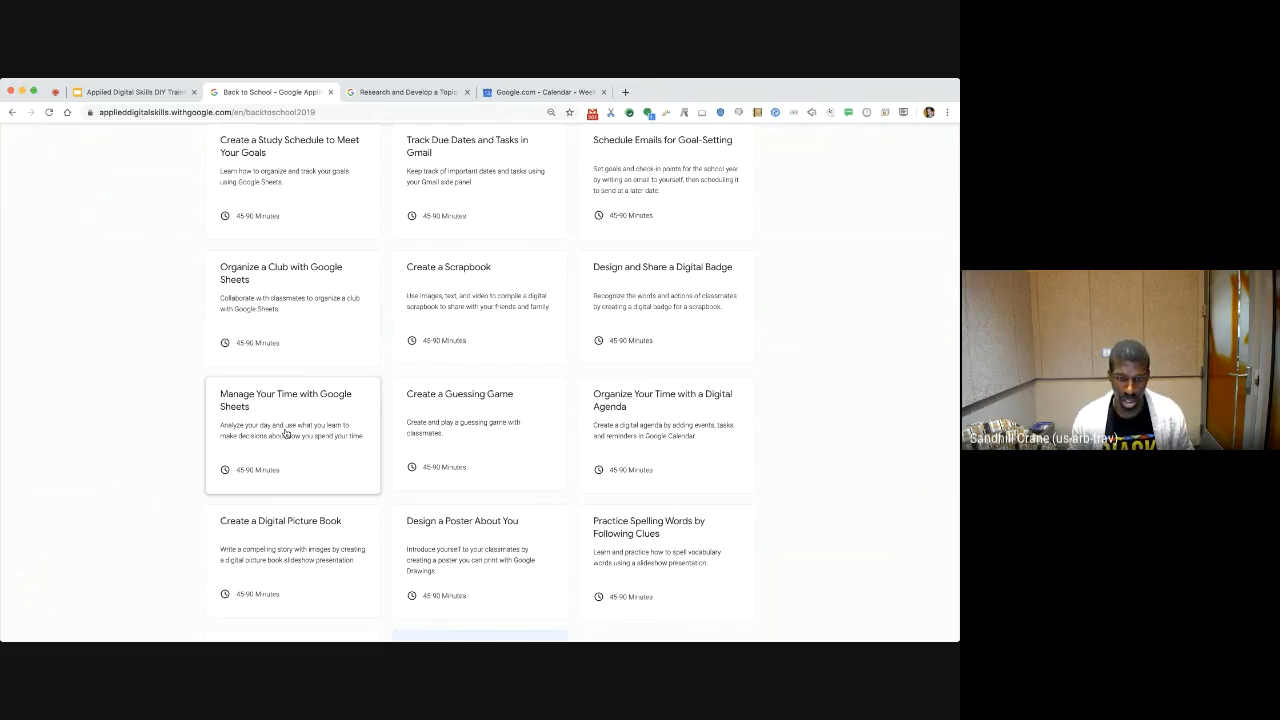 Applied Digital Skills DIY Traini
Back to School - Google Appli
Research and Develop a Topic
Google.com - Calendar - Week
applieddigitalskills.withgoogle.com/en/backtoschool2019
Create a Study Schedule to Meet
Your Goals
Learn how to organize and track your goals
using Google Sheets.
45-90 Minutes
Track Due Dates and Tasks in
Gmail
Keep track of important dates and tasks using
your Gmail side panel.
45-90 Minutes
Schedule Emails for Goal-Setting
Set goals and check-in points for the school year
by writing an email to yourself, then scheduling it
to send at a later date.
45-90 Minutes
Organize a Club with Google
Sheets
Collaborate with classmates to organize a club
with Google Sheets.
45-90 Minutes
Create a Scrapbook
Use images, text, and video to compile a digital
scrapbook to share with your friends and family.
45-90 Minutes
Design and Share a Digital Badge
Recognize the words and actions of classmates
by creating a digital badge for a scrapbook.
45-90 Minutes
Manage Your Time with Google
Sheets
Analyze your day and use what you learn to
make decisions about how you spend your time.
45-90 Minutes
Create a Guessing Game
Create and play a guessing game with
classmates.
45-90 Minutes
Organize Your Time with a Digital
Agenda
Create a digital agenda by adding events, tasks
and reminders in Google Calendar.
45-90 Minutes
Create a Digital Picture Book
Write a compelling story with images by creating
a digital picture book slideshow presentation.
45-90 Minutes
Design a Poster About You
Introduce yourself to your classmates by
creating a poster you can print with Google
Drawings.
45-90 Minutes
Practice Spelling Words by
Following Clues
Learn and practice how to spell vocabulary
words using a slideshow presentation.
45-90 Minutes
Sandhill Crane (us-arb-trav)